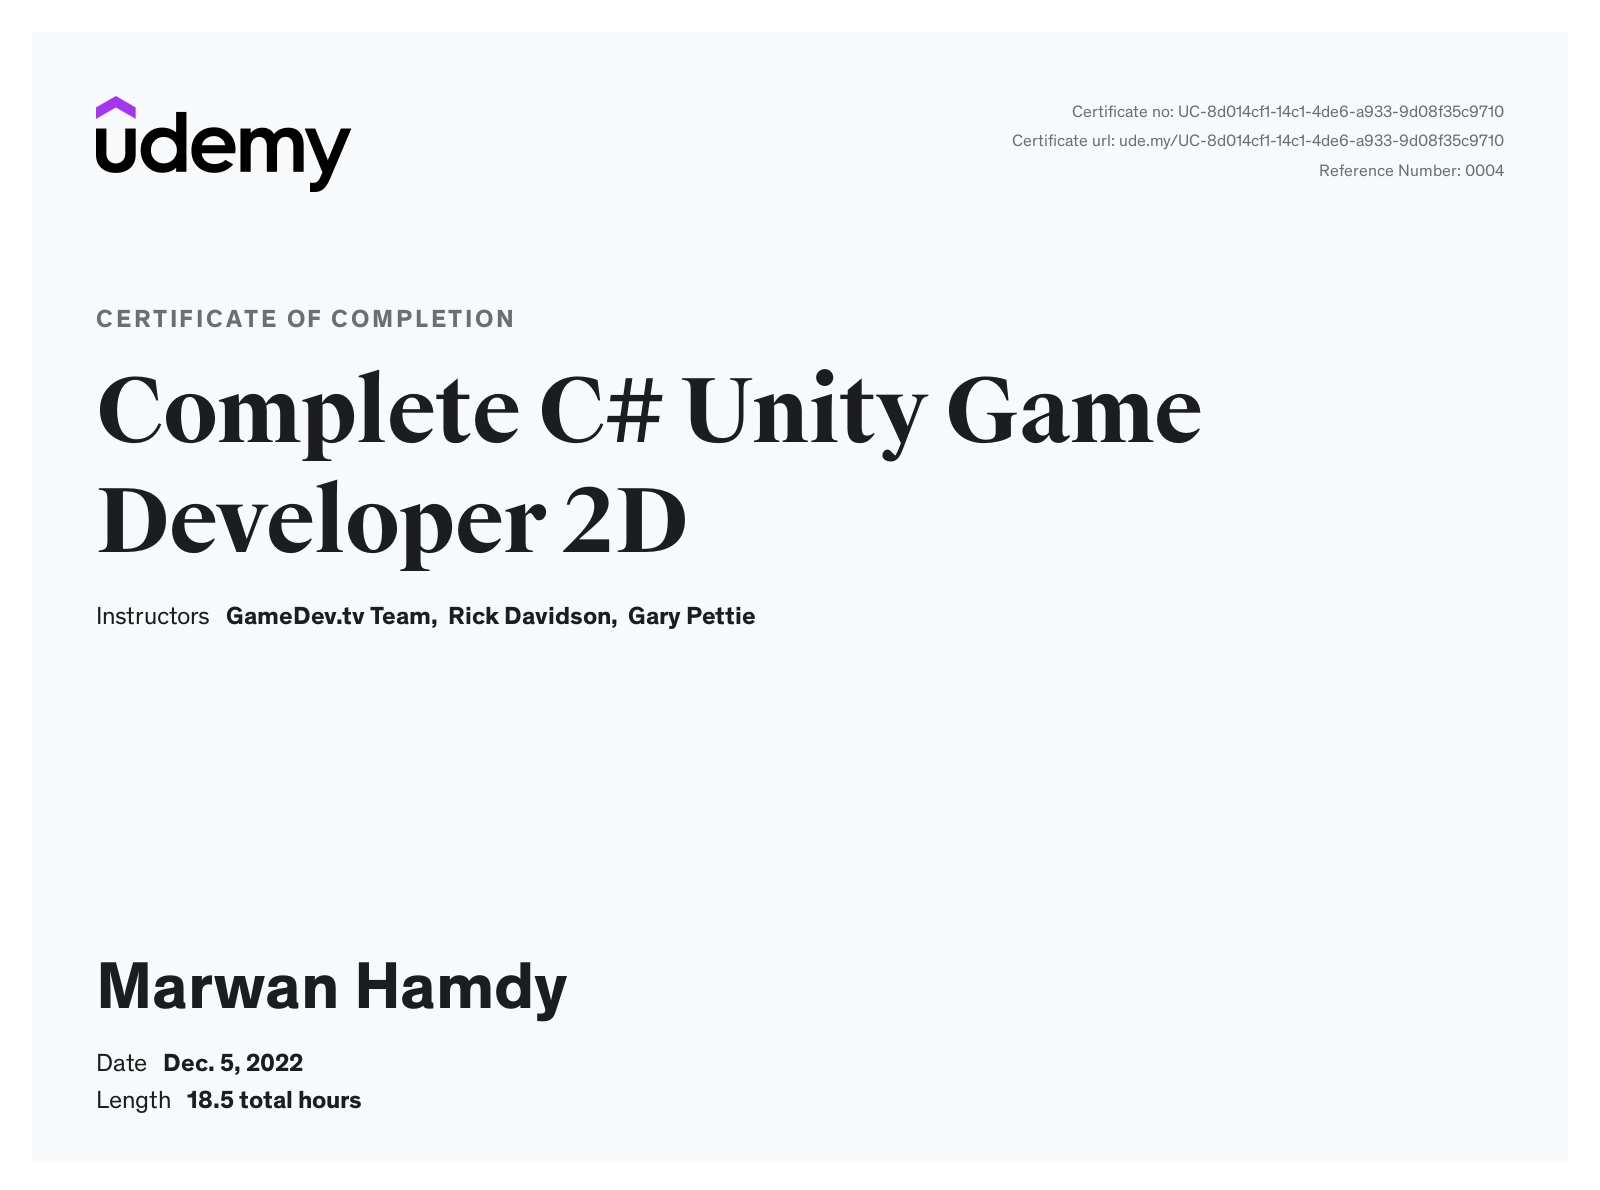 udemy
Certificate no: UC-8d014cf1-14c1-4de6-a933-9d08f35c9710
Certificate url: ude.my/UC-8d014cf1-14c1-4de6-a933-9d08f35c9710
Reference Number: 0004
CERTIFICATE OF COMPLETION
Complete C# Unity Game
Developer 2D
Instructors GameDev.tv Team, Rick Davidson, Gary Pettie
Marwan Hamdy
Date Dec. 5, 2022
Length 18.5 total hours